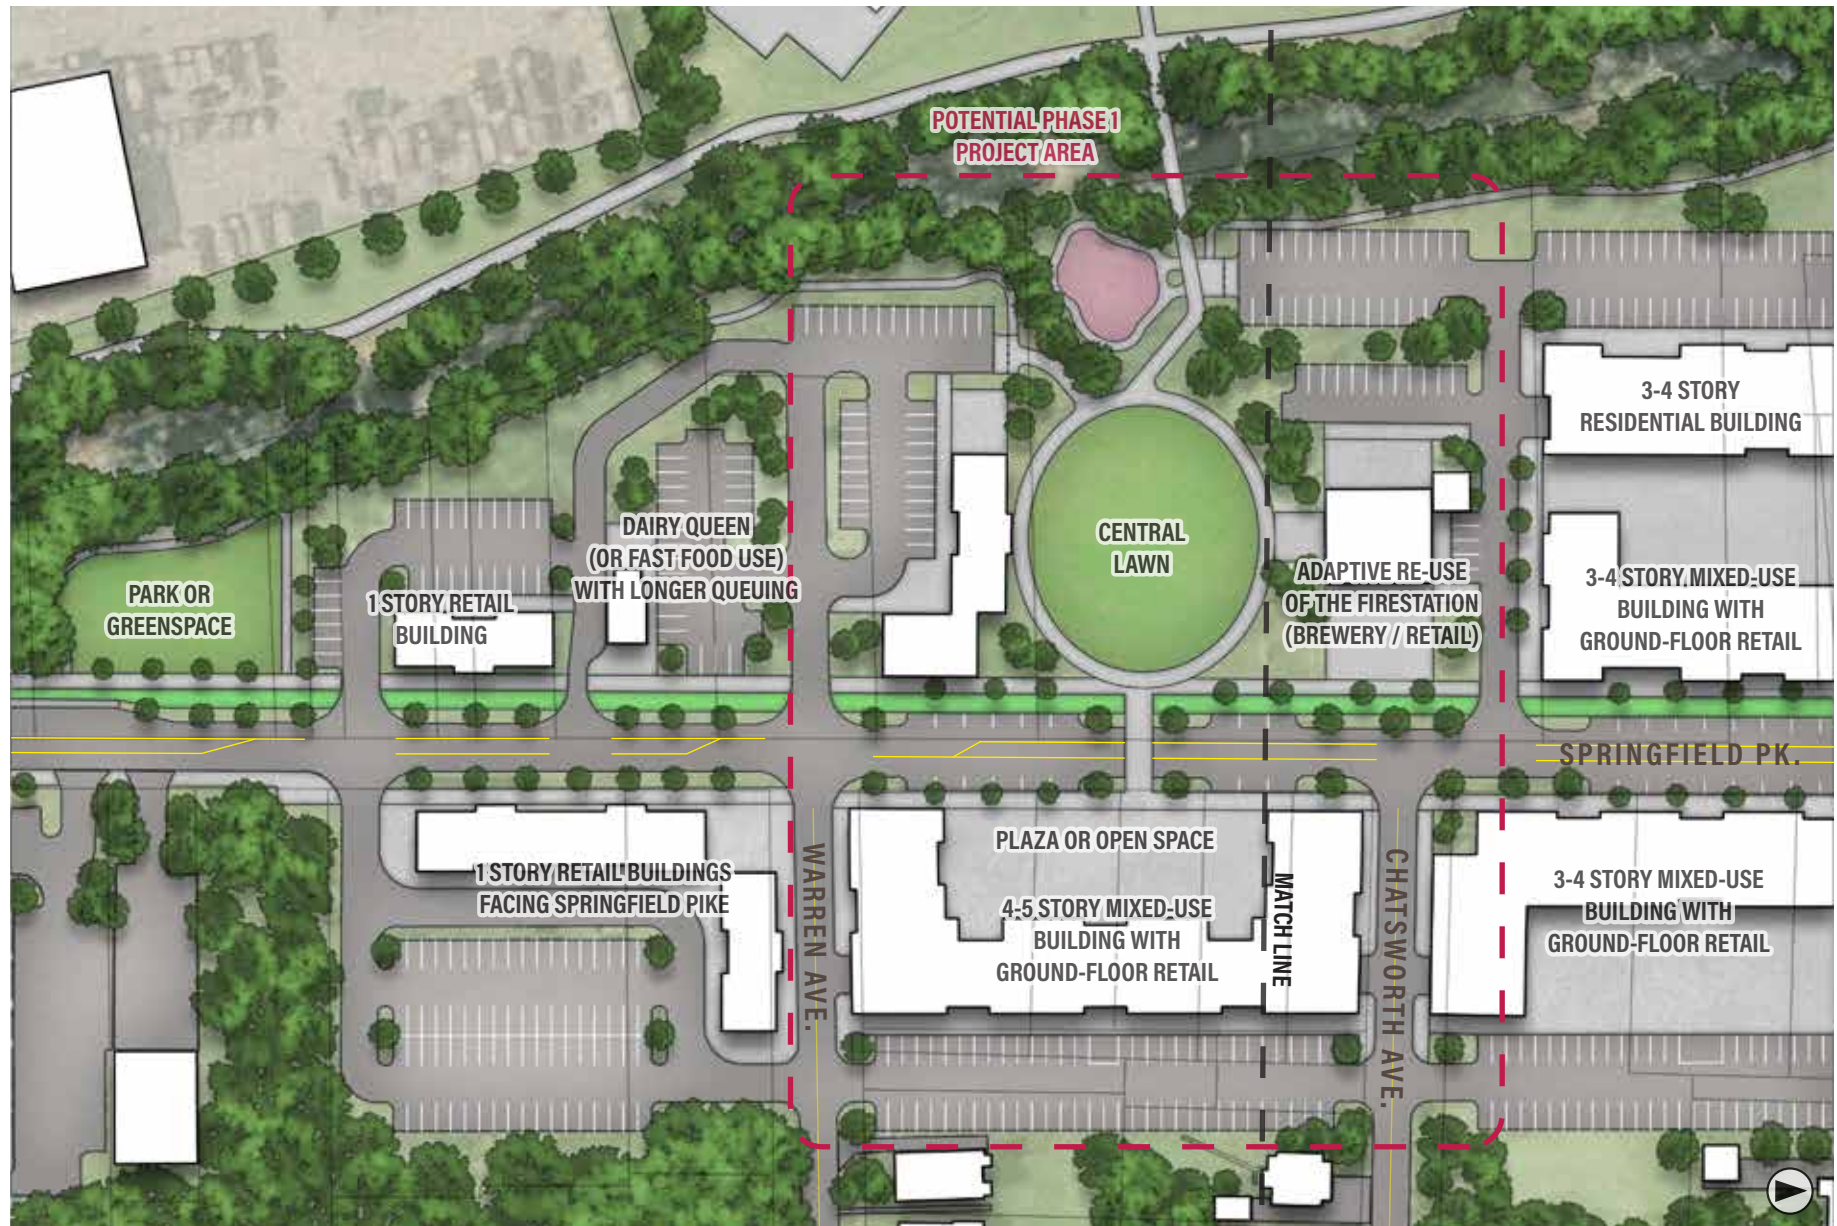 POTENTIAL PHASE 1
PROJECT AREA
3-4 STORY
RESIDENTIAL BUILDING
DAIRY QUEEN
(OR FAST FOOD USE)
WITH LONGER QUEUING
CENTRAL
LAWN
PARK OR
GREENSPACE
1 STORY RETAIL
BUILDING
ADAPTIVE RE-USE
OF THE FIRESTATION
(BREWERY / RETAIL)
3-4 STORY MIXED-USE
BUILDING WITH
GROUND-FLOOR RETAIL
SPRINGFIELD PK.
1 STORY RETAIL BUILDINGS
FACING SPRINGFIELD PIKE
WARREN AVE.
PLAZA OR OPEN SPACE
4-5 STORY MIXED-USE
BUILDING WITH
GROUND-FLOOR RETAIL
MATCH LINE
CHATSWORTH AVE.
3-4 STORY MIXED-USE
BUILDING WITH
GROUND-FLOOR RETAIL